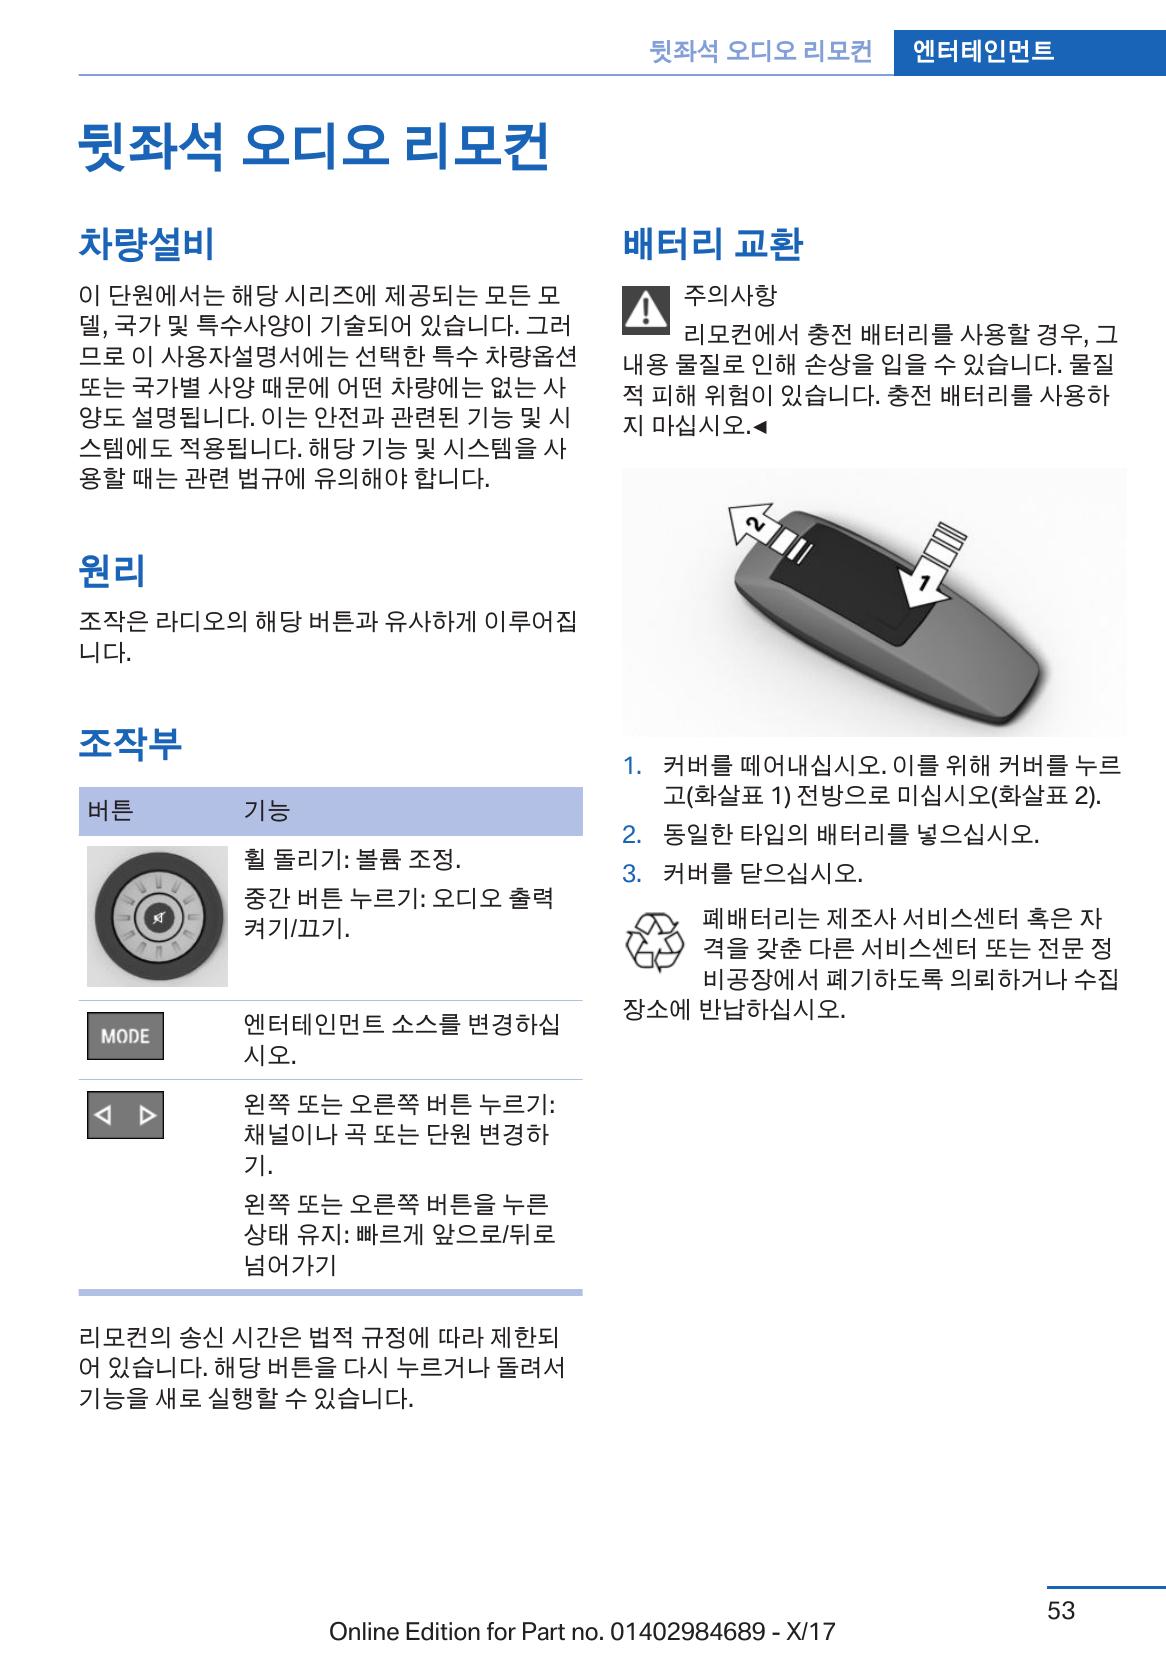 뒷좌석 오디오 리모컨 엔터테인먼트
뒷좌석 오디오 리모컨
차량설비
이 단원에서는 해당 시리즈에 제공되는 모든 모
델, 국가 및 특수사양이 기술되어 있습니다. 그러
므로 이 사용자설명서에는 선택한 특수 차량옵션
또는 국가별 사양 때문에 어떤 차량에는 없는 사
양도 설명됩니다. 이는 안전과 관련된 기능 및 시
스템에도 적용됩니다. 해당 기능 및 시스템을 사
용할 때는 관련 법규에 유의해야 합니다.
원리
조작은 라디오의 해당 버튼과 유사하게 이루어집
니다.
조작부
버튼 기능
휠 돌리기: 볼륨 조정.
중간 버튼 누르기: 오디오 출력
켜기/끄기.
MODE
엔터테인먼트 소스를 변경하십
시오.
왼쪽 또는 오른쪽 버튼 누르기:
채널이나 곡 또는 단원 변경하
기.
왼쪽 또는 오른쪽 버튼을 누른
상태 유지: 빠르게 앞으로/뒤로
넘어가기
리모컨의 송신 시간은 법적 규정에 따라 제한되
어 있습니다. 해당 버튼을 다시 누르거나 돌려서
기능을 새로 실행할 수 있습니다.
배터리 교환
주의사항
리모컨에서 충전 배터리를 사용할 경우, 그
내용 물질로 인해 손상을 입을 수 있습니다. 물질
적 피해 위험이 있습니다. 충전 배터리를 사용하
지 마십시오.◄
2
1
1. 커버를 떼어내십시오. 이를 위해 커버를 누르
고(화살표 1) 전방으로 미십시오(화살표 2).
2. 동일한 타입의 배터리를 넣으십시오.
3. 커버를 닫으십시오.
폐배터리는 제조사 서비스센터 혹은 자
격을 갖춘 다른 서비스센터 또는 전문 정
비공장에서 폐기하도록 의뢰하거나 수집
장소에 반납하십시오.
53
Online Edition for Part no. 01402984689 - X/17